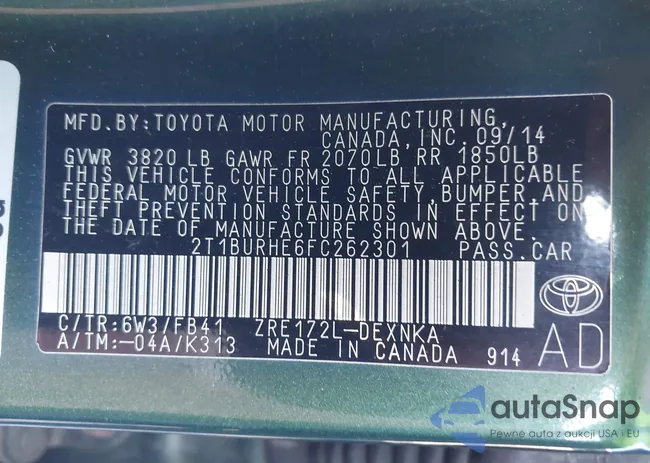 MFD.BY:TOYOTA MOTOR MANUFACTURING,
CANADA, INC. 09/14
GVWR 3820 LB GAWR FR 2070LB RR 1850LB
THIS VEHICLE CONFORMS TO ALL APPLICABLE
FEDERAL MOTOR VEHICLE SAFETY, BUMPER, AND
THEFT PREVENTION STANDARDS IN EFFECT ON
THE DATE OF MANUFACTURE SHOWN ABOVE.
2T1BURHE6FC262301 PASS.CAR
C/TR:6W3/FB41 ZRE172L-DEXNKA
A/TM:-04A/K313 MADE IN CANADA 914
AD
autaSnap
Pewne auta z aukcji USA i EU